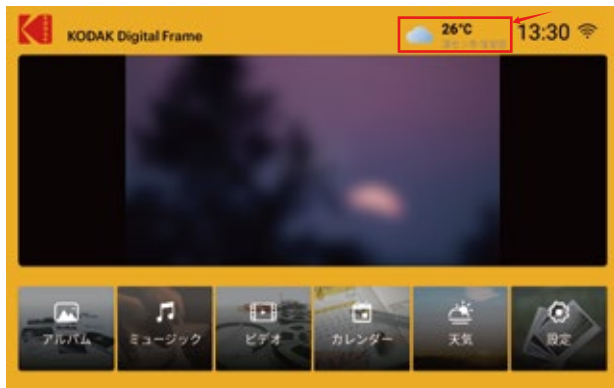 KODAK Digital Frame
26°C
13:30
アルバム
ミュージック
ビデオ
カレンダー
天気
設定